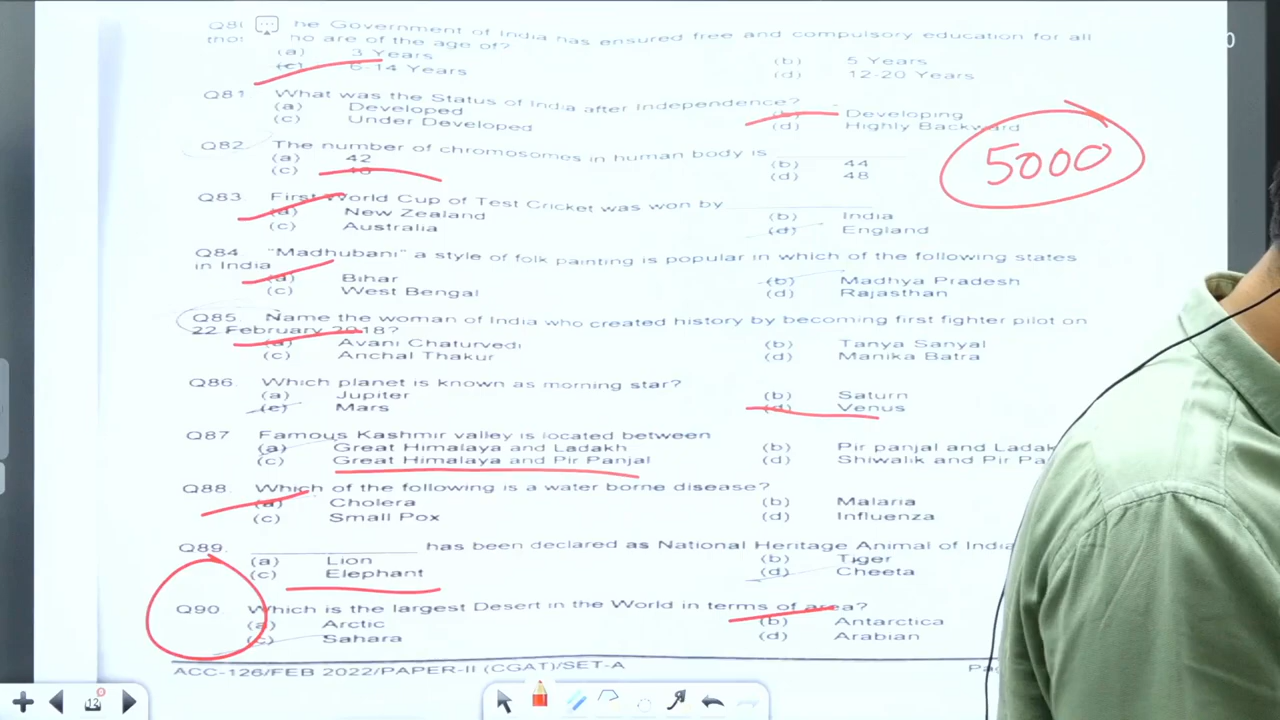 Q81 he Government of India has ensured free and compulsory education for all
thos no are of the age of?
(a) 3 Years (b) 5 Years
(c) 6-14 Years (d) 12-20 Years
Q81 What was the Status of India after Independence?
(a) Developed (b) Developing
(c) Under Developed (d) Highly Backward
Q82 The number of chromosomes in human body is
(a) 42 (b) 44
(c) (d) 48
5000
Q83 First World Cup of Test Cricket was won by
(a) New Zealand (b) India
(c) Australia (d) England
Q84 "Madhubani" a style of folk painting is popular in which of the following states
in India
(a) Bihar (b) Madhya Pradesh
(c) West Bengal (d) Rajasthan
Q85 Name the woman of India who created history by becoming first fighter pilot on
22 February 2018?
(a) Avani Chaturvedi (b) Tanya Sanyal
(c) Anchal Thakur (d) Manika Batra
Q86. Which planet is known as morning star?
(a) Jupiter (b) Saturn
(c) Mars (d) Venus
Q87 Famous Kashmir valley is located between
(a) Great Himalaya and Ladakh (b) Pir panjal and Ladak
(c) Great Himalaya and Pir Panjal (d) Shiwalik and Pir Pa
Q88. Which of the following is a water borne disease?
(a) Cholera (b) Malaria
(c) Small Pox (d) Influenza
Q89. has been declared as National Heritage Animal of India
(a) Lion (b) Tiger
(c) Elephant (d) Cheeta
Q90. Which is the largest Desert in the World in terms of area?
(a) Arctic (b) Antarctica
(c) Sahara (d) Arabian
ACC-126/FEB 2022/PAPER-II (CGAT)/SET-A Pa
12